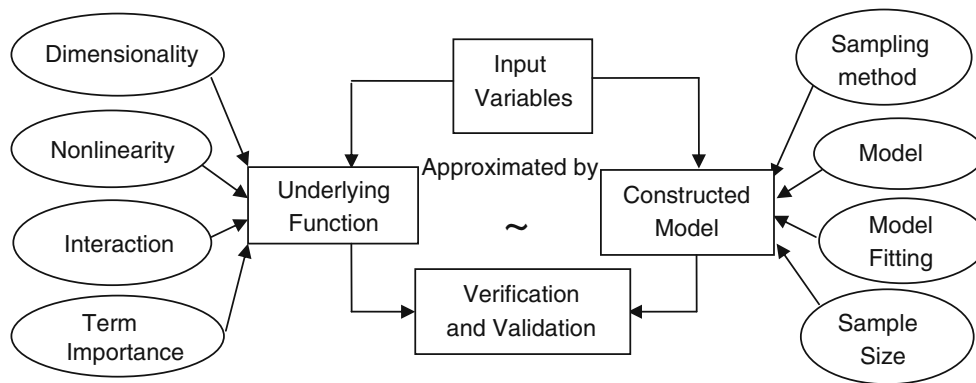 Dimensionality
Nonlinearity
Interaction
Term
Importance
Input
Variables
Underlying
Function
Approximated by
~
Constructed
Model
Verification
and Validation
Sampling
method
Model
Model
Fitting
Sample
Size